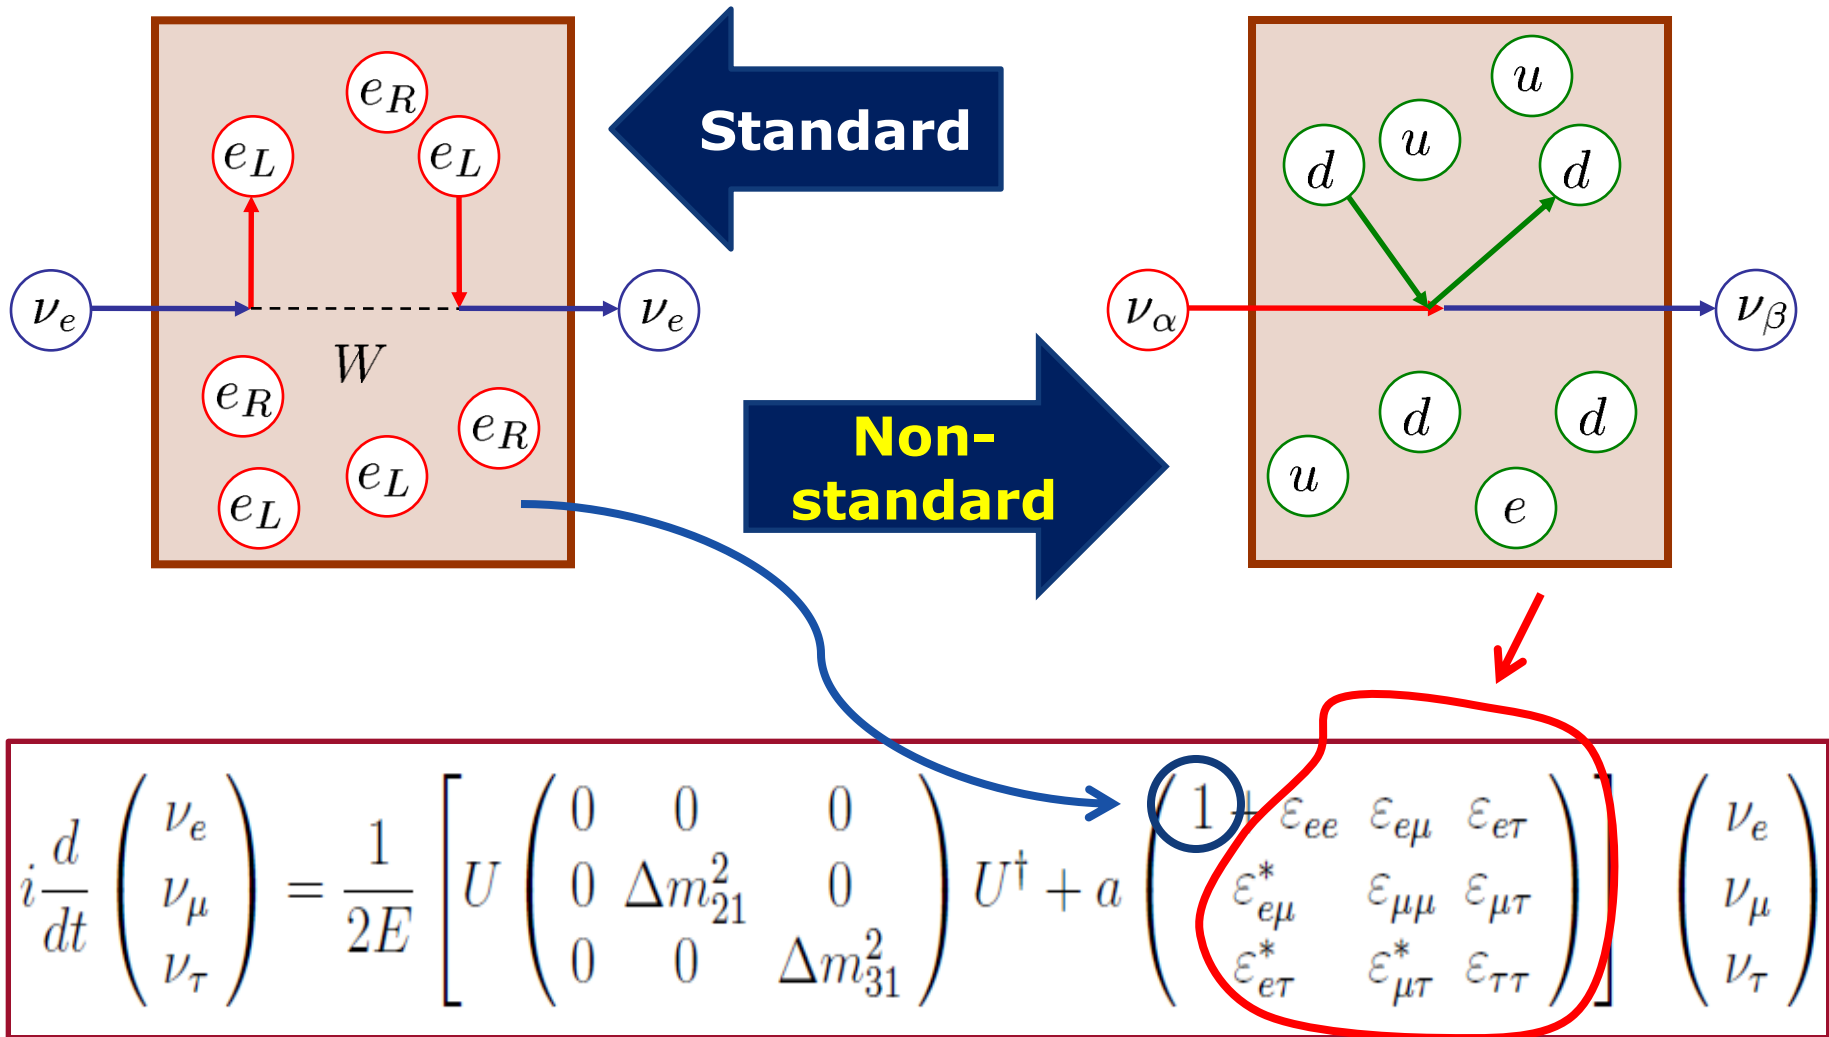 e_R
e_L
e_L
ν_e
ν_e
W
e_R
e_R
e_L
e_L
Standard
Non-
standard
u
u
d
d
ν_α
ν_β
d
d
u
e
i d/dt ( ν_e ν_μ ν_τ ) = 1/2E [ U ( 0 0 0 ; 0 Δm²₂₁ 0 ; 0 0 Δm²₃₁ ) U† + a ( 1 + ε_ee ε_eμ ε_eτ ; ε*_eμ ε_μμ ε_μτ ; ε*_eτ ε*_μτ ε_ττ ) ] ( ν_e ν_μ ν_τ )